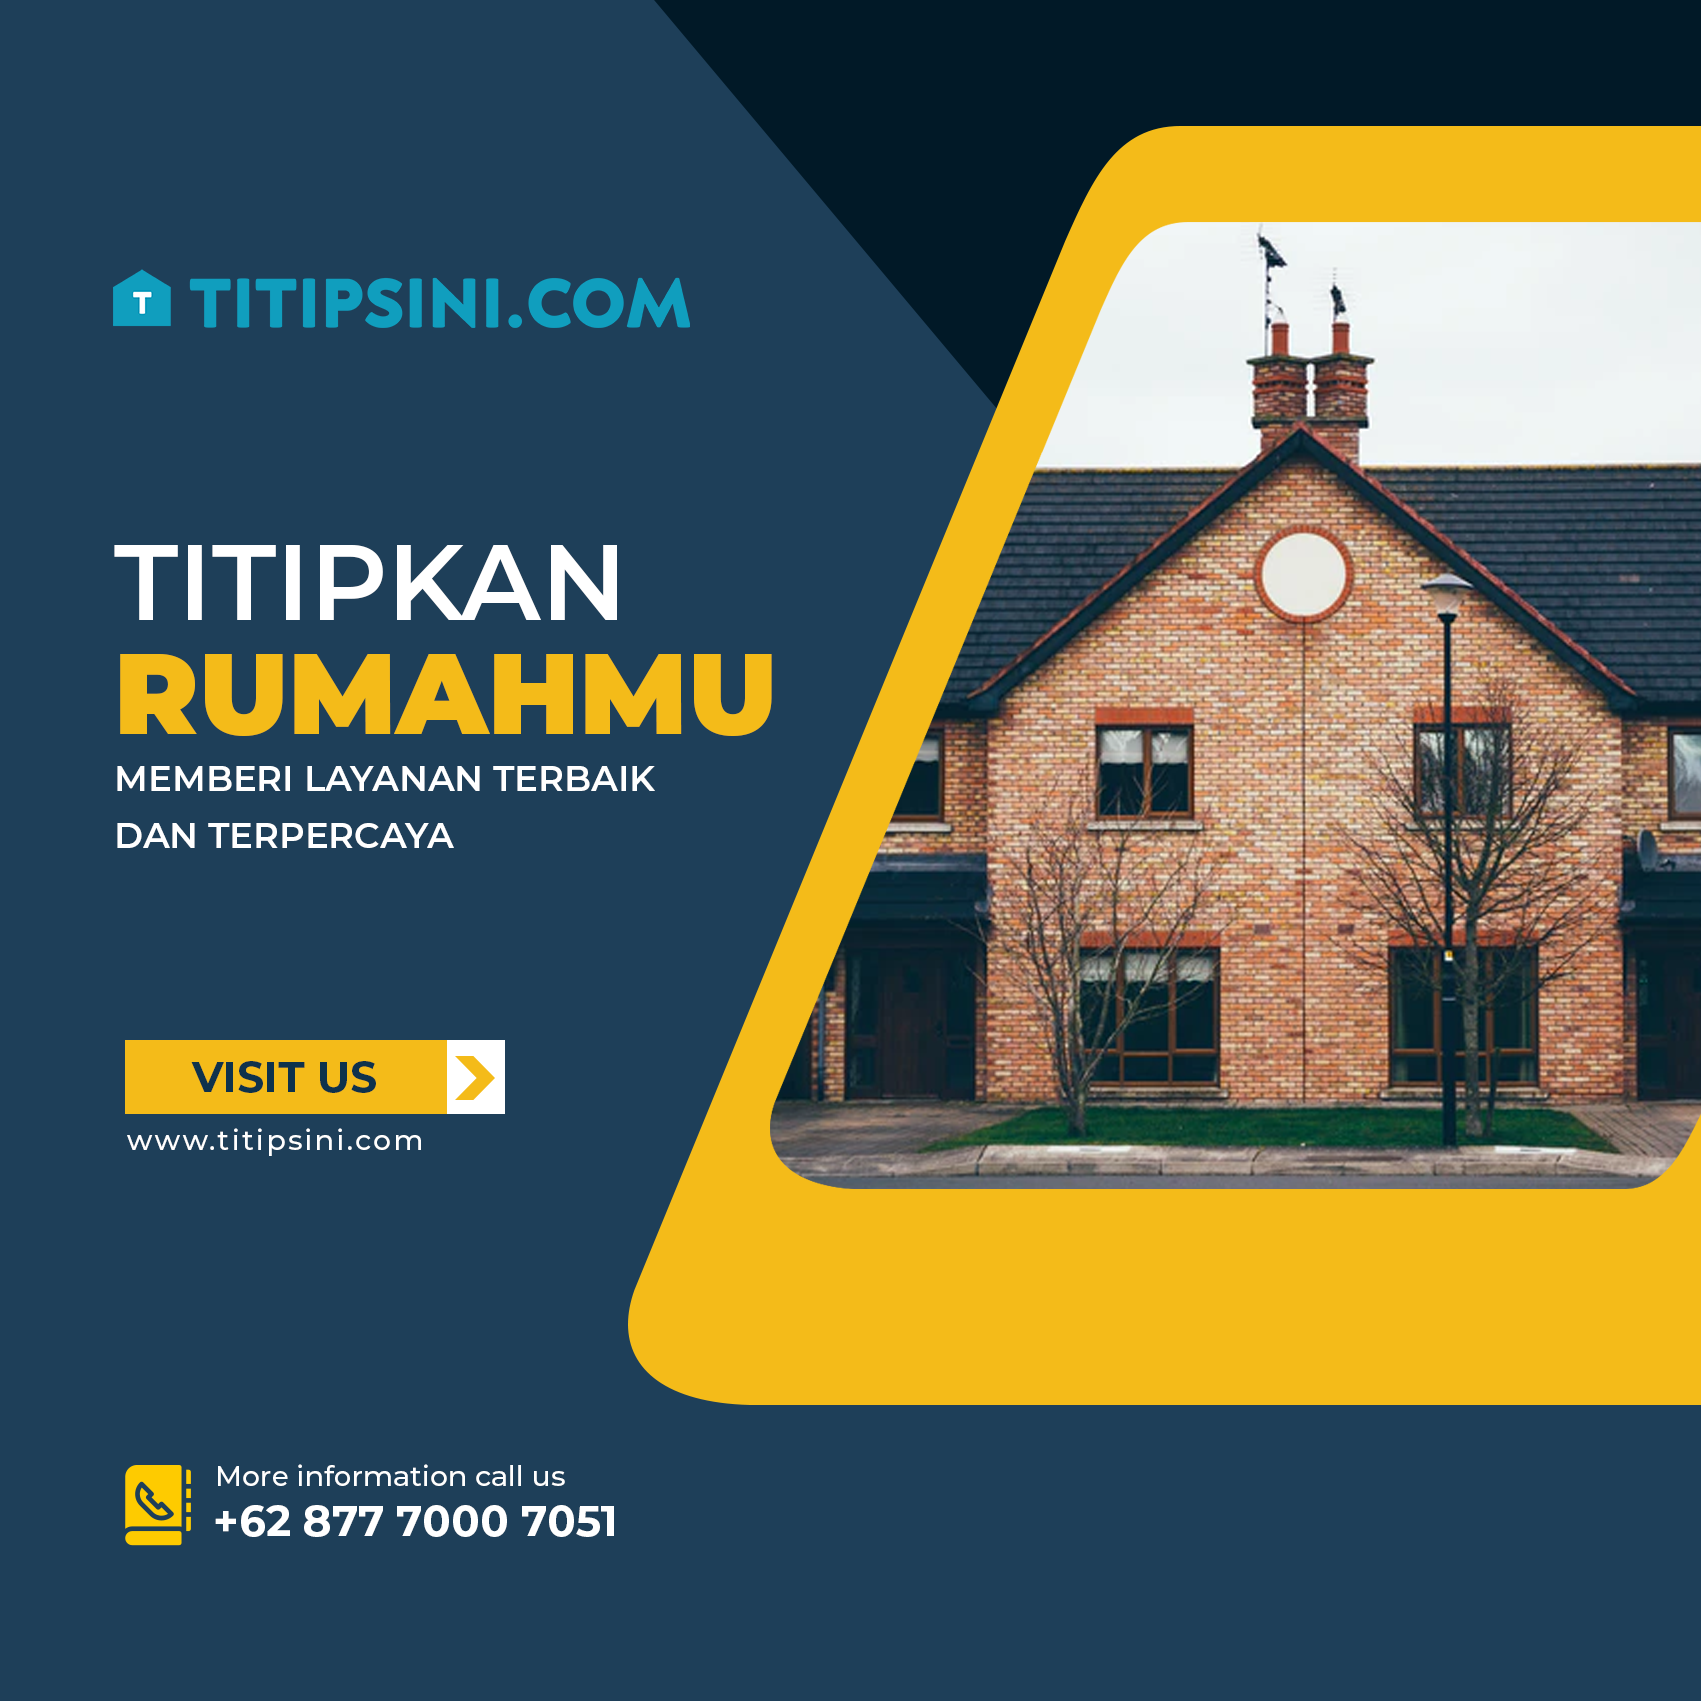 T TITIPSINI.COM
TITIPKAN
RUMAHMU
MEMBERI LAYANAN TERBAIK
DAN TERPERCAYA
VISIT US
www.titipsini.com
More information call us
+62 877 7000 7051